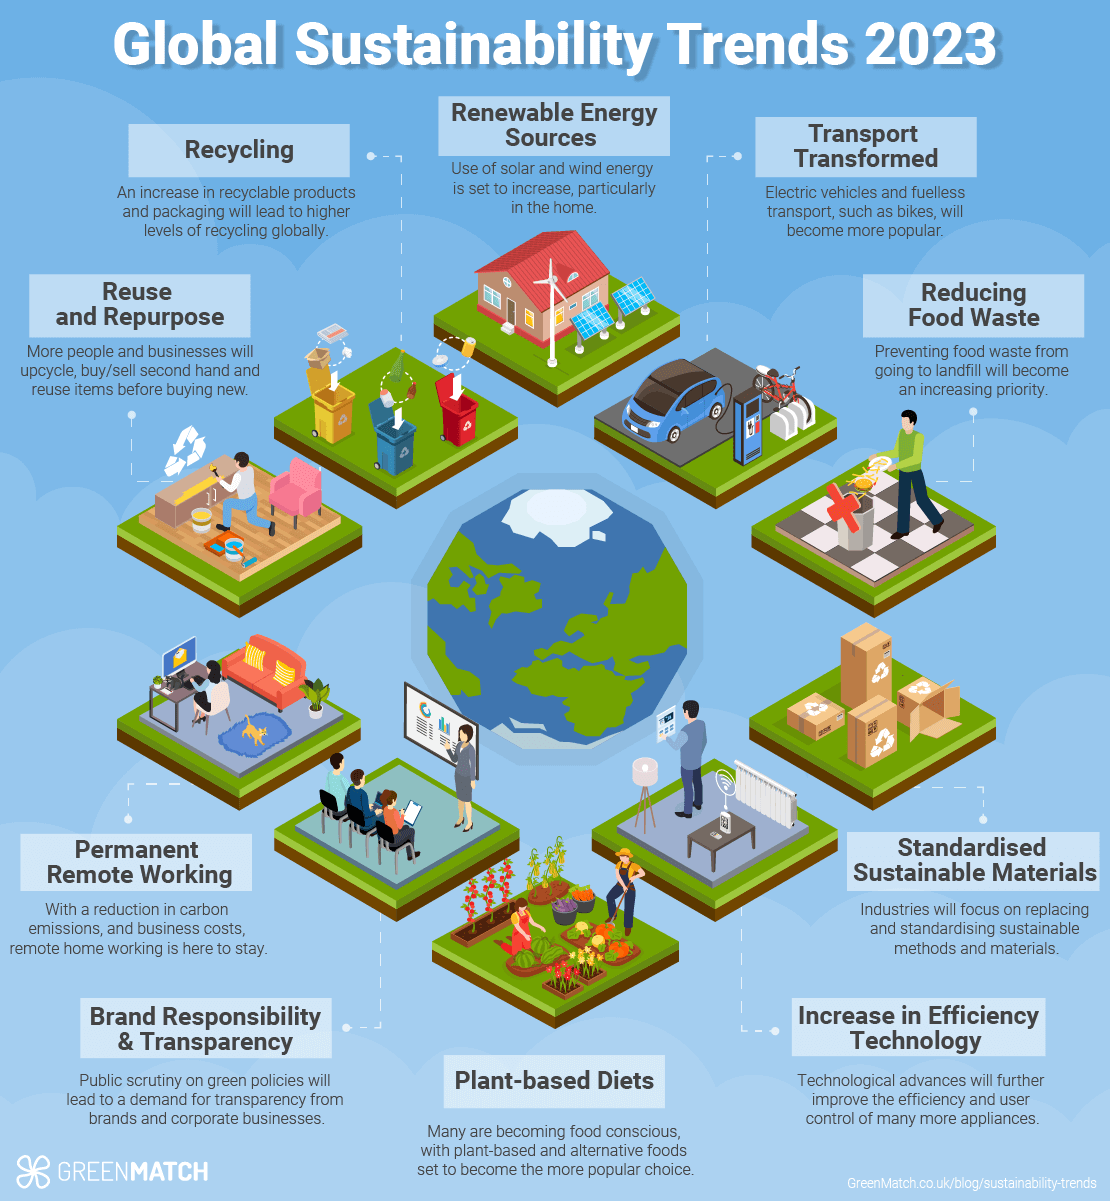 Global Sustainability Trends 2023
Renewable Energy
Sources
Use of solar and wind energy
is set to increase, particularly
in the home.
Recycling
An increase in recyclable products
and packaging will lead to higher
levels of recycling globally.
Transport
Transformed
Electric vehicles and fuelless
transport, such as bikes, will
become more popular.
Reuse
and Repurpose
More people and businesses will
upcycle, buy/sell second hand and
reuse items before buying new.
Reducing
Food Waste
Preventing food waste from
going to landfill will become
an increasing priority.
Permanent
Remote Working
With a reduction in carbon
emissions, and business costs,
remote home working is here to stay.
Standardised
Sustainable Materials
Industries will focus on replacing
and standardising sustainable
methods and materials.
Brand Responsibility
& Transparency
Public scrutiny on green policies will
lead to a demand for transparency from
brands and corporate businesses.
Increase in Efficiency
Technology
Technological advances will further
improve the efficiency and user
control of many more appliances.
Plant-based Diets
Many are becoming food conscious,
with plant-based and alternative foods
set to become the more popular choice.
GREENMATCH
GreenMatch.co.uk/blog/sustainability-trends